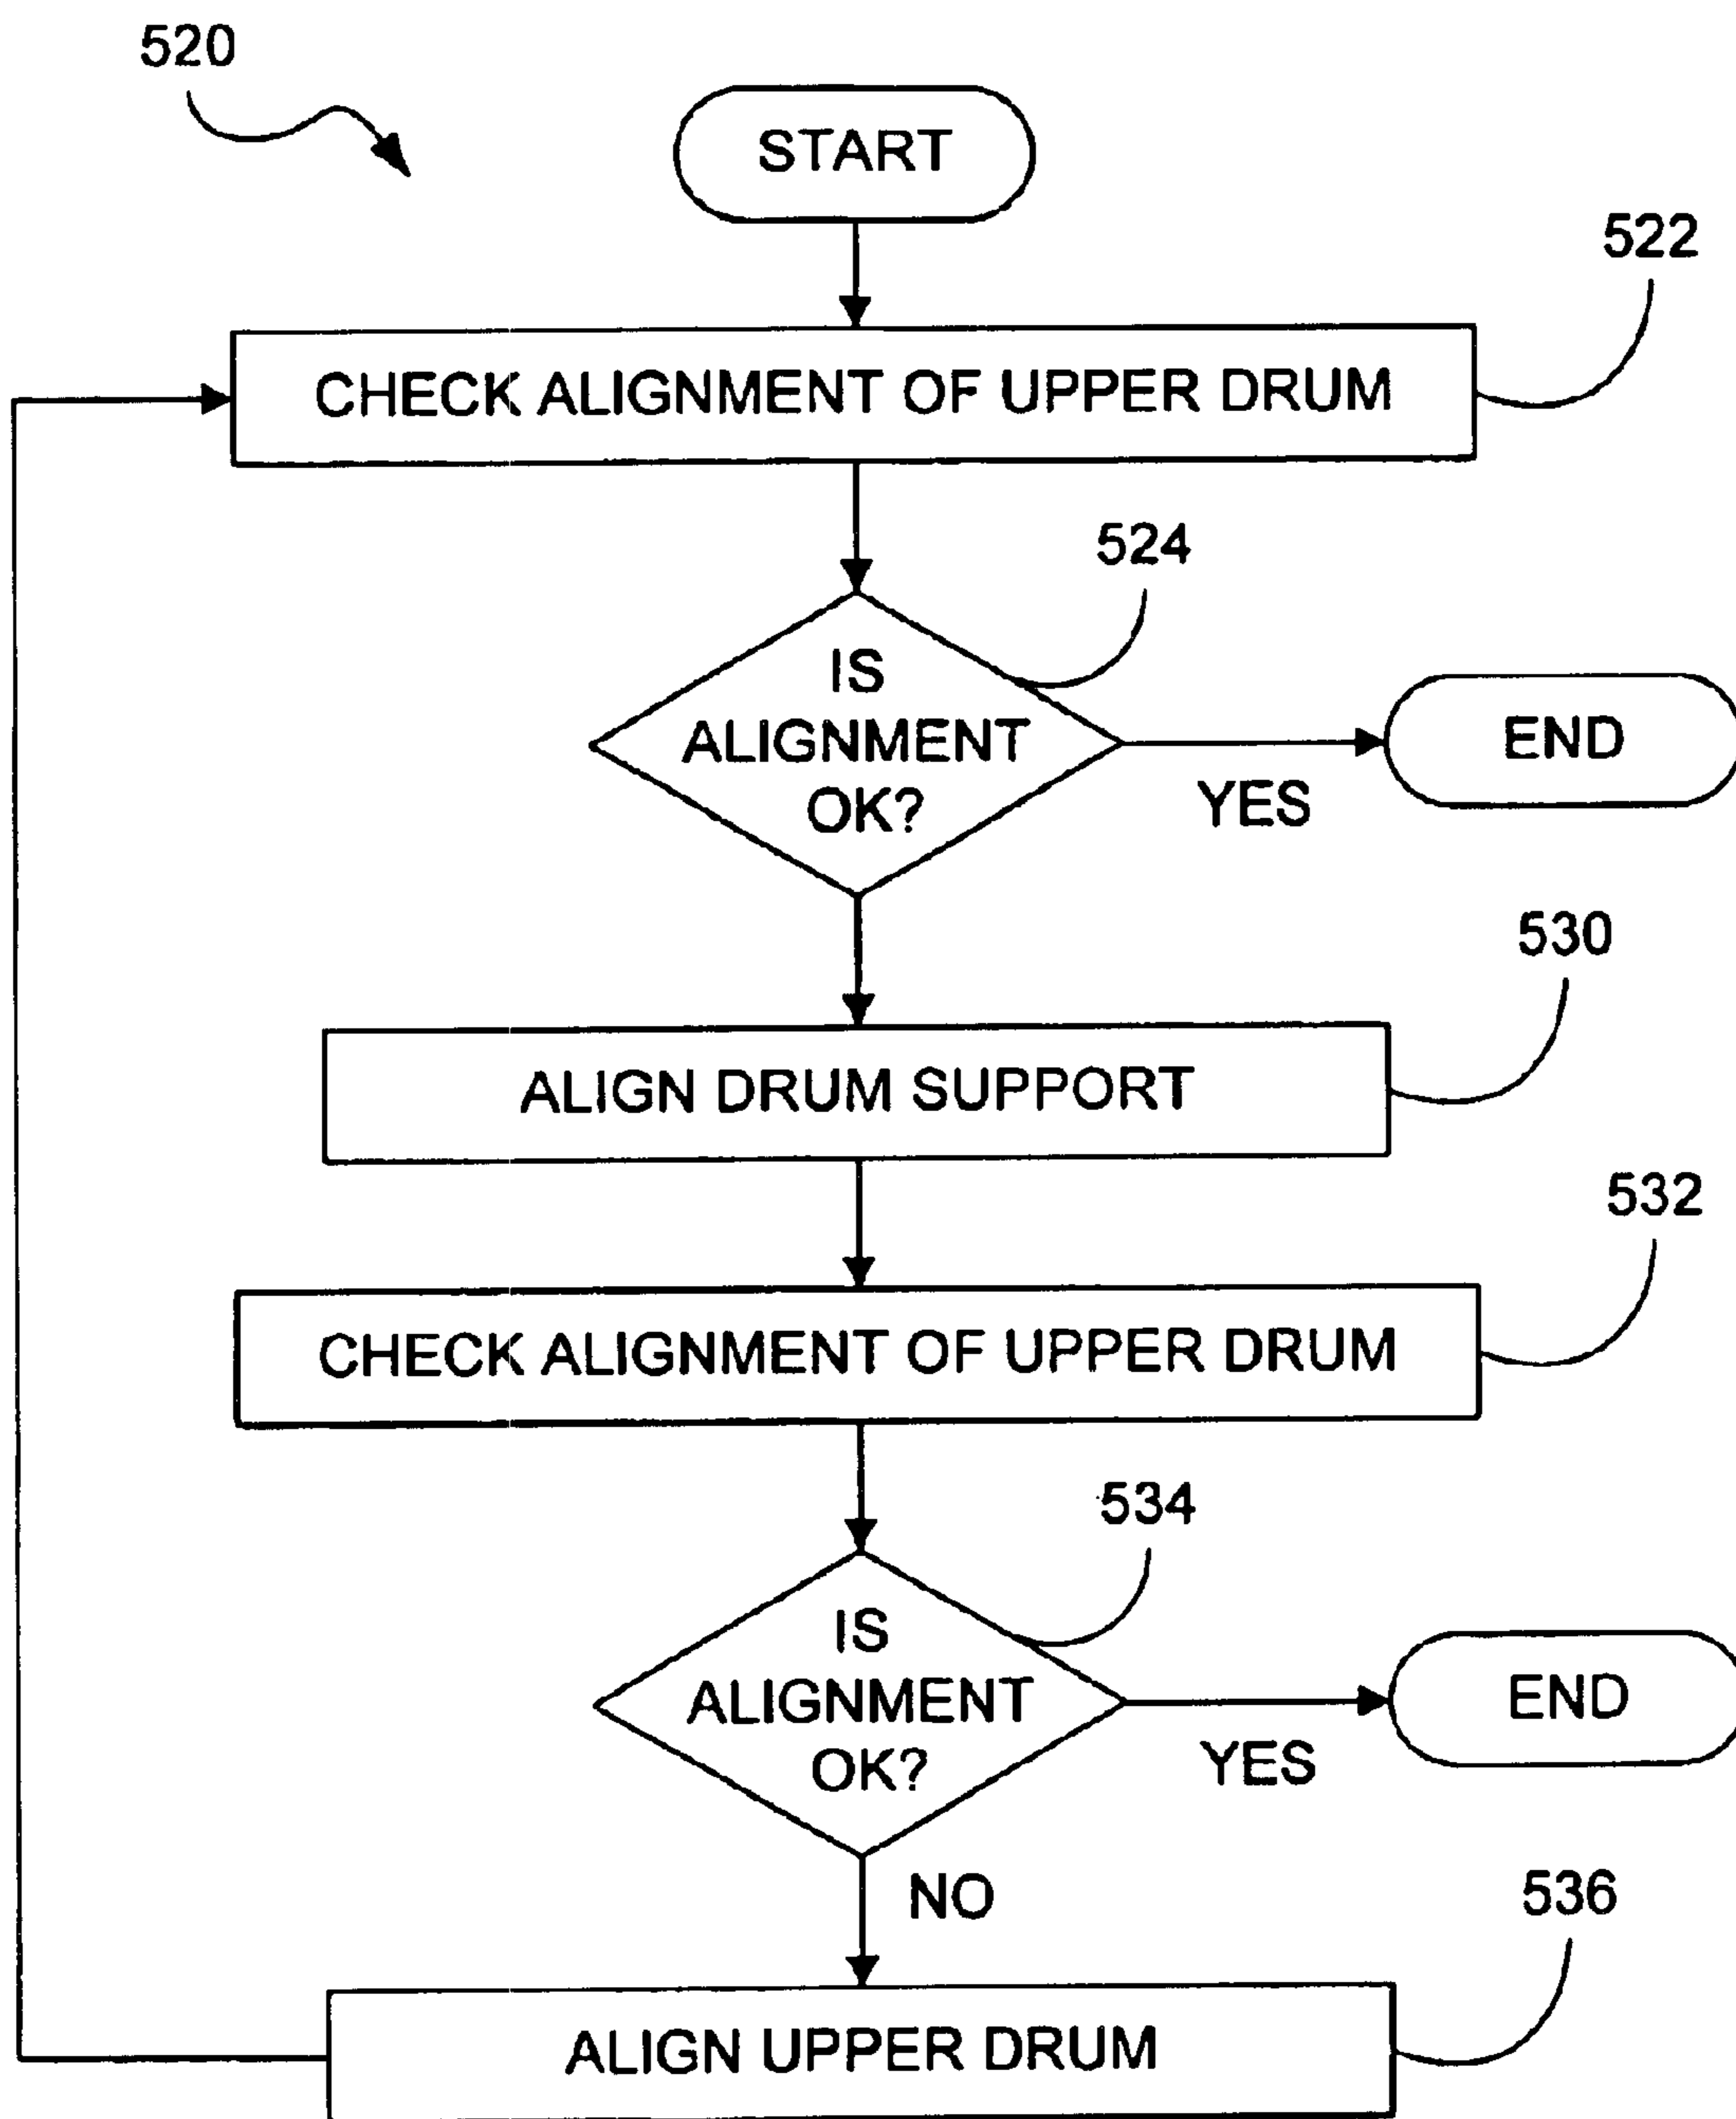 520
START
522
CHECK ALIGNMENT OF UPPER DRUM
524
IS
ALIGNMENT
OK?
END
YES
530
ALIGN DRUM SUPPORT
532
CHECK ALIGNMENT OF UPPER DRUM
534
IS
ALIGNMENT
OK?
END
YES
NO
536
ALIGN UPPER DRUM